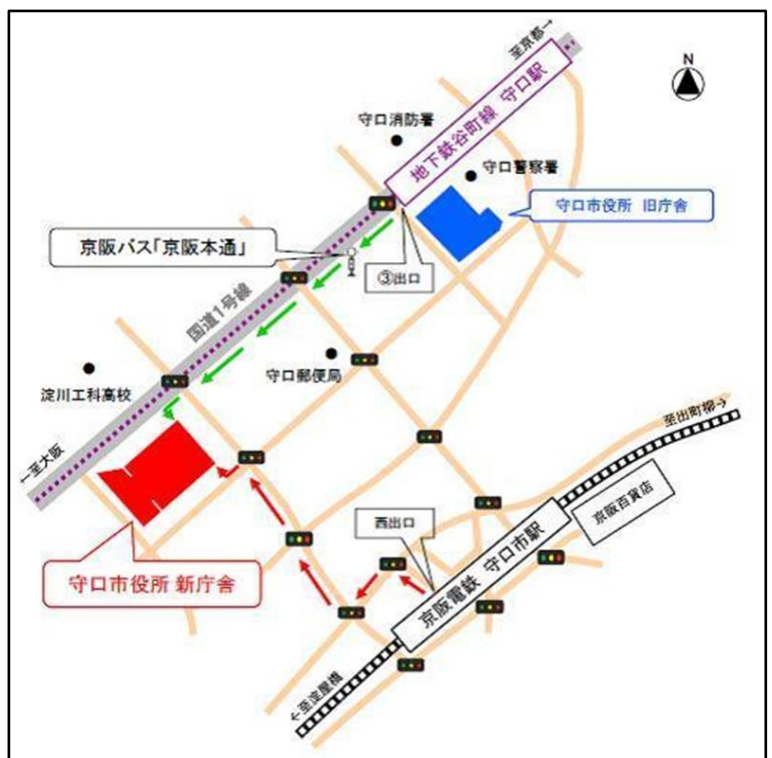 至京都→
N
守口消防署
地下鉄谷町線 守口駅
守口警察署
守口市役所 旧庁舎
京阪バス「京阪本通」
③出口
国道1号線
守口郵便局
淀川工科高校
至出町柳→
←至大阪
京阪百貨店
西出口
京阪電鉄 守口市駅
守口市役所 新庁舎
←至淀屋橋